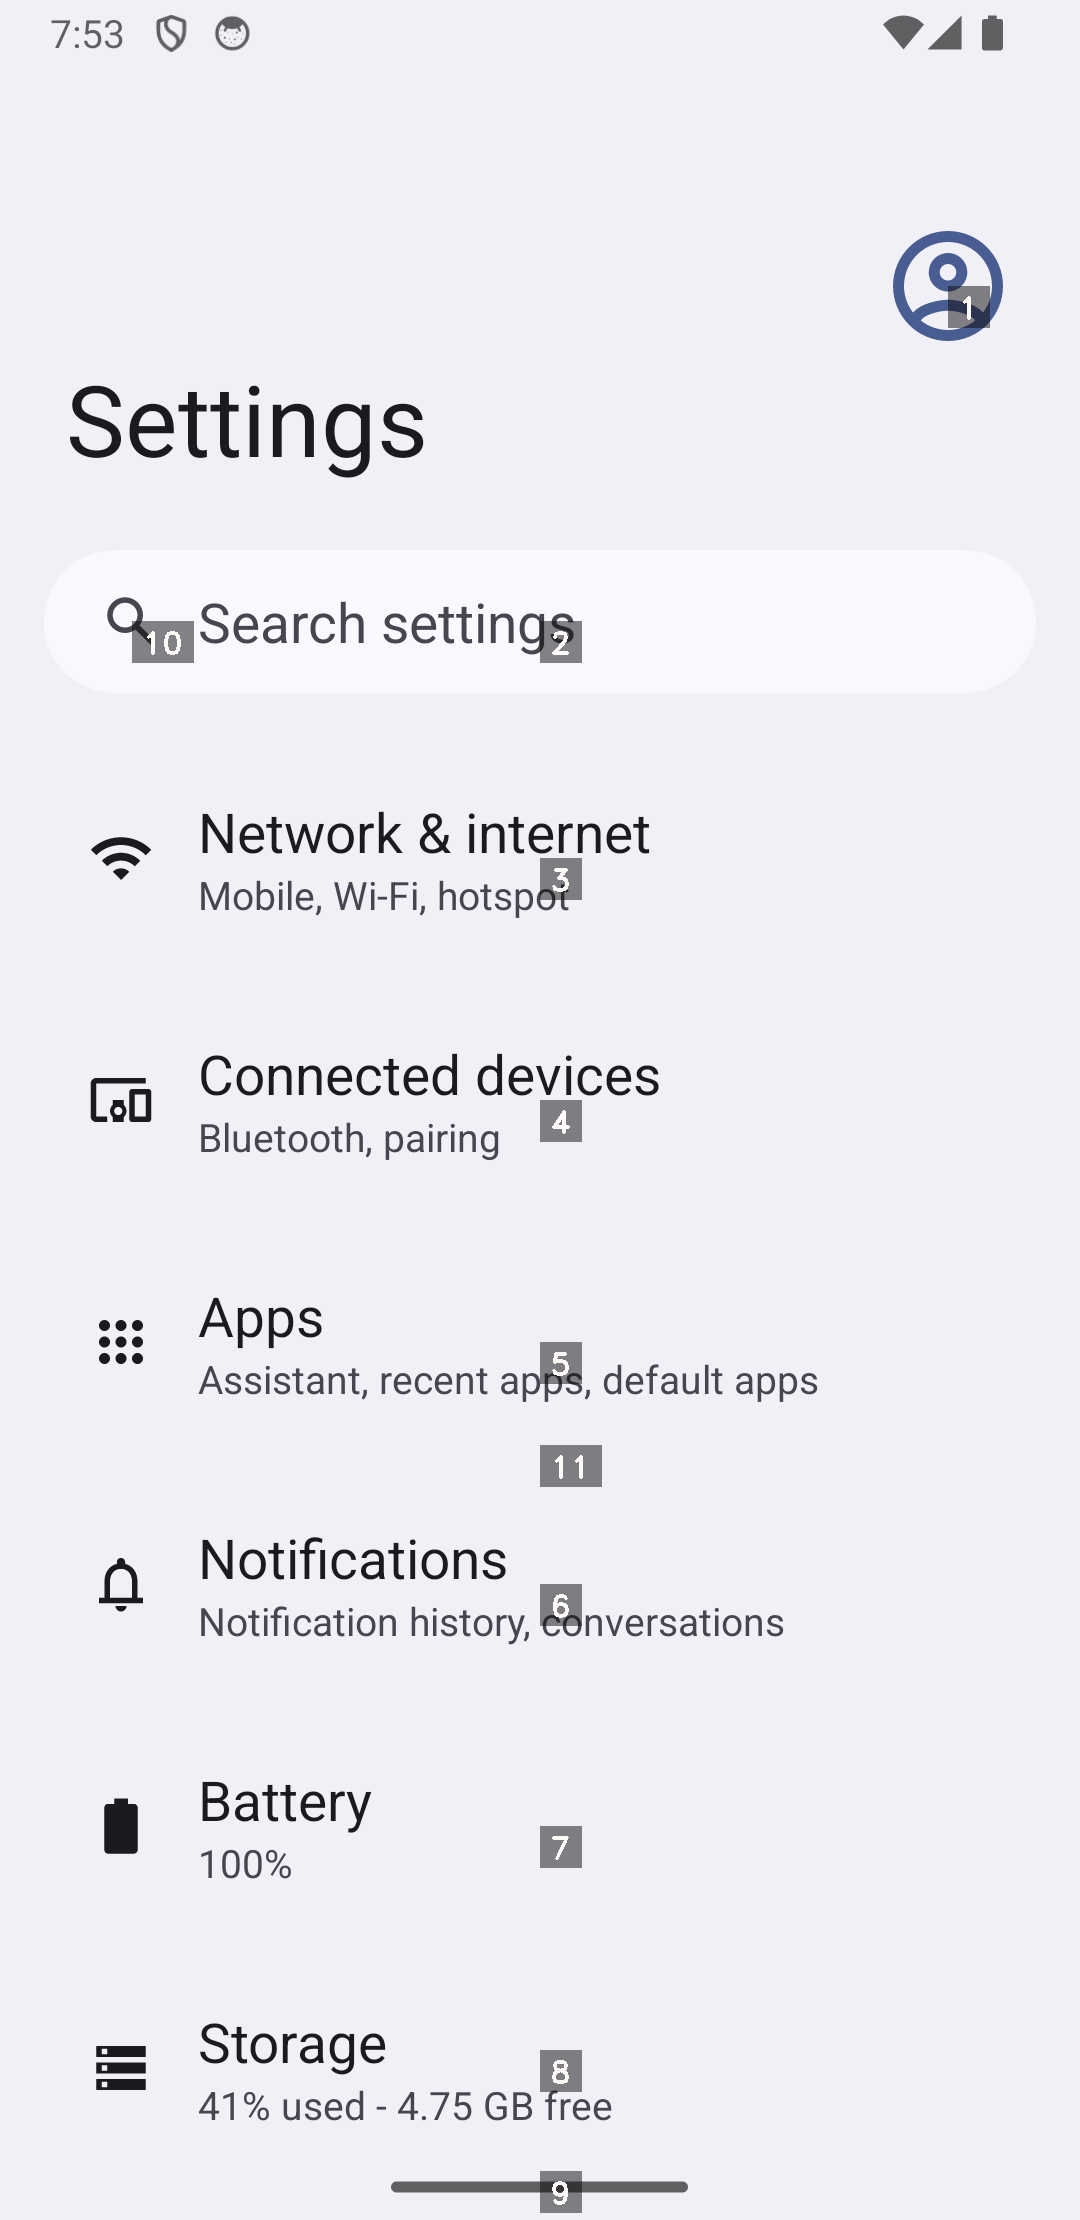 7:53
1
Settings
10 Search settings 2
Network & internet
3
Mobile, Wi-Fi, hotspot
Connected devices
4
Bluetooth, pairing
Apps
5
Assistant, recent apps, default apps
11
Notifications
6
Notification history, conversations
Battery
7
100%
Storage
8
41% used - 4.75 GB free
9